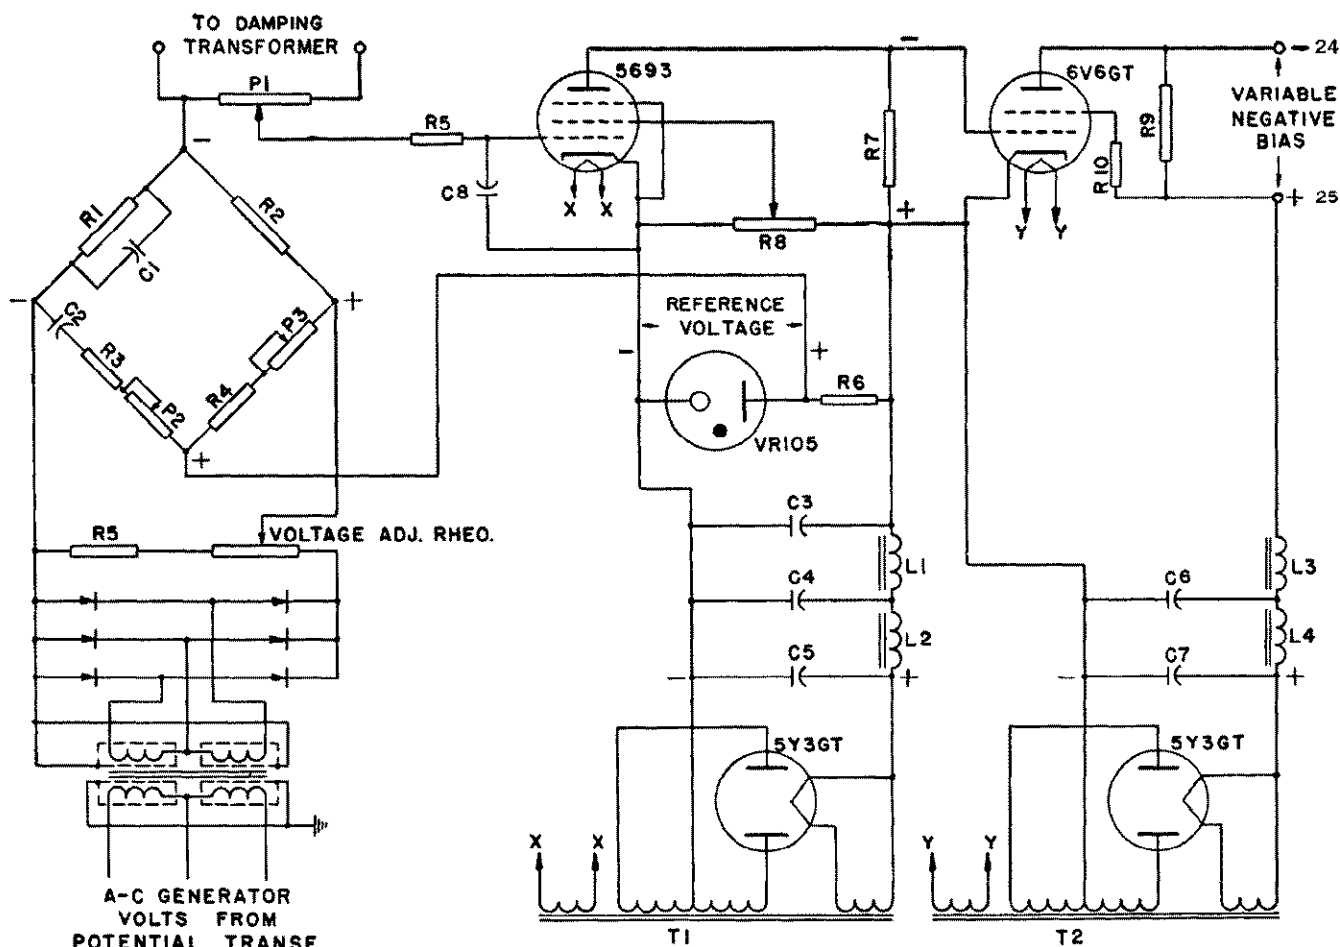 TO DAMPING
TRANSFORMER
P1
5693
6V6GT
- 24
VARIABLE
NEGATIVE
BIAS
+ 25
R5
C8
R7
R9
R10
X X
Y Y
R8
+
-
-
-
R1
R2
C1
-
+
C2
R3
P2
P3
R4
+
REFERENCE
VOLTAGE
-
+
R6
VR105
R5
VOLTAGE ADJ. RHEO.
C3
L1
C4
L2
C5
-
+
C6
L3
L4
C7
-
+
5Y3GT
5Y3GT
X X
Y Y
T1
T2
A-C GENERATOR
VOLTS FROM
POTENTIAL TRANSF